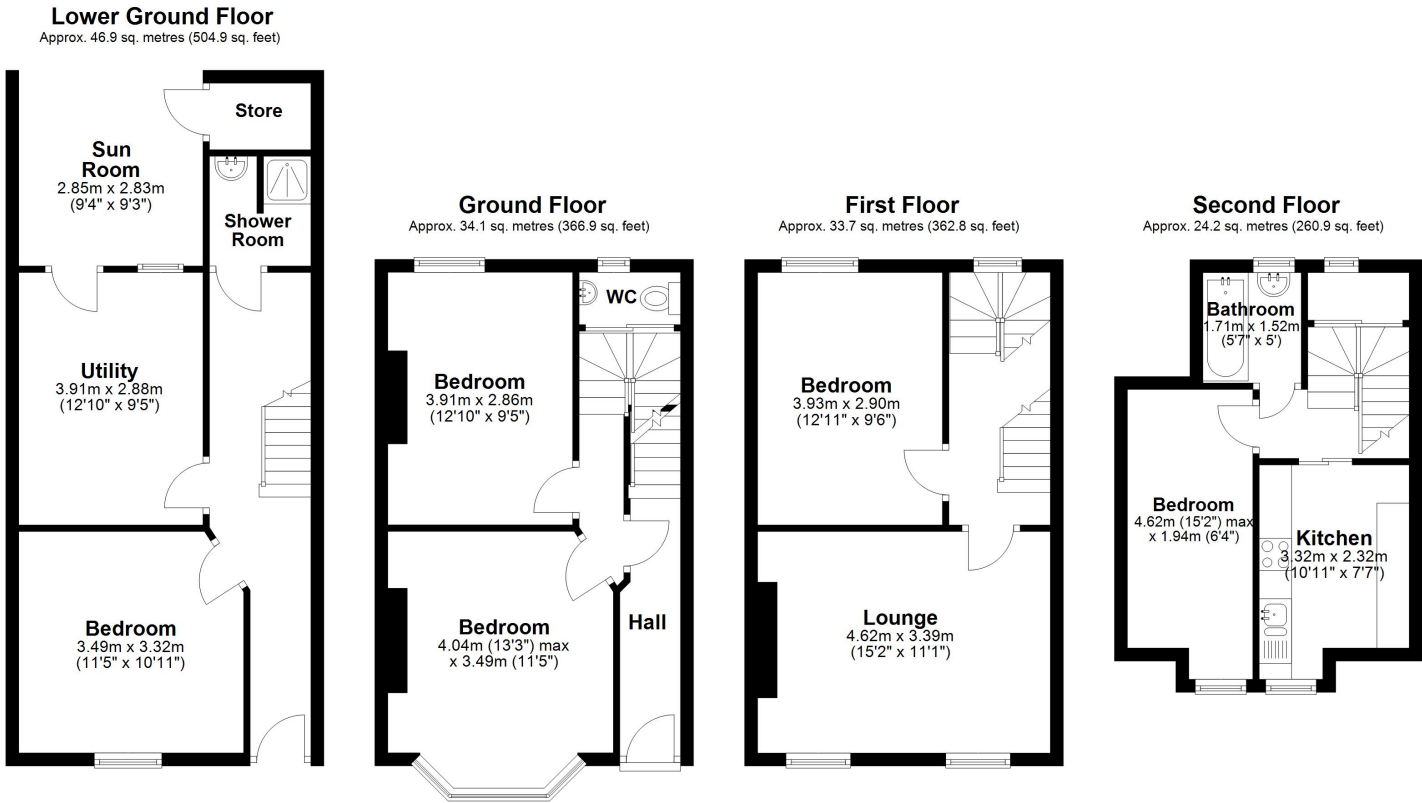 Lower Ground Floor
Approx. 46.9 sq. metres (504.9 sq. feet)
Store
Sun
Room
2.85m x 2.83m
(9'4" x 9'3")
Shower
Room
Utility
3.91m x 2.88m
(12'10" x 9'5")
Bedroom
3.49m x 3.32m
(11'5" x 10'11")
Ground Floor
Approx. 34.1 sq. metres (366.9 sq. feet)
WC
Bedroom
3.91m x 2.86m
(12'10" x 9'5")
Bedroom
4.04m (13'3") max
x 3.49m (11'5")
Hall
First Floor
Approx. 33.7 sq. metres (362.8 sq. feet)
Bedroom
3.93m x 2.90m
(12'11" x 9'6")
Lounge
4.62m x 3.39m
(15'2" x 11'1")
Second Floor
Approx. 24.2 sq. metres (260.9 sq. feet)
Bathroom
1.71m x 1.52m
(5'7" x 5')
Bedroom
4.62m (15'2") max
x 1.94m (6'4")
Kitchen
3.32m x 2.32m
(10'11" x 7'7")